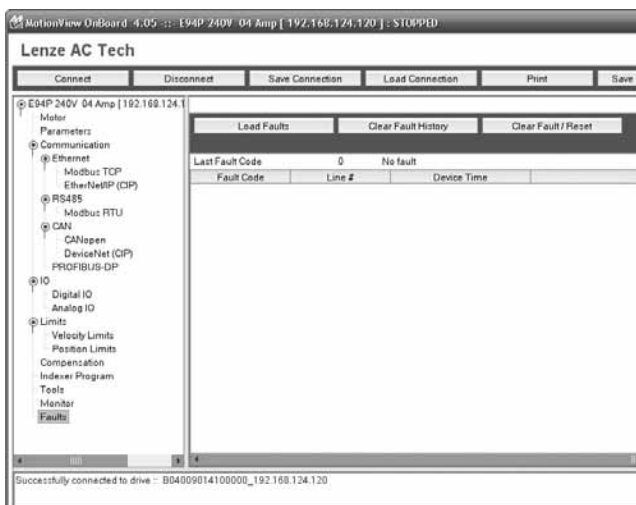 MotionView OnBoard 4.05 -::- E94P 240V 04 Amp [ 192.168.124.120 ] : STOPPED
Lenze AC Tech
Connect Disconnect Save Connection Load Connection Print Save
E94P 240V 04 Amp [192.168.124.1
Motor
Parameters
Communication
Ethernet
Modbus TCP
EtherNet/IP (CIP)
RS485
Modbus RTU
CAN
CANopen
DeviceNet (CIP)
PROFIBUS-DP
IO
Digital IO
Analog IO
Limits
Velocity Limits
Position Limits
Compensation
Indexer Program
Tools
Monitor
Faults
Load Faults Clear Fault History Clear Fault / Reset
Last Fault Code 0 No fault
Fault Code Line # Device Time
Successfully connected to drive :: B04009014100000_192.168.124.120